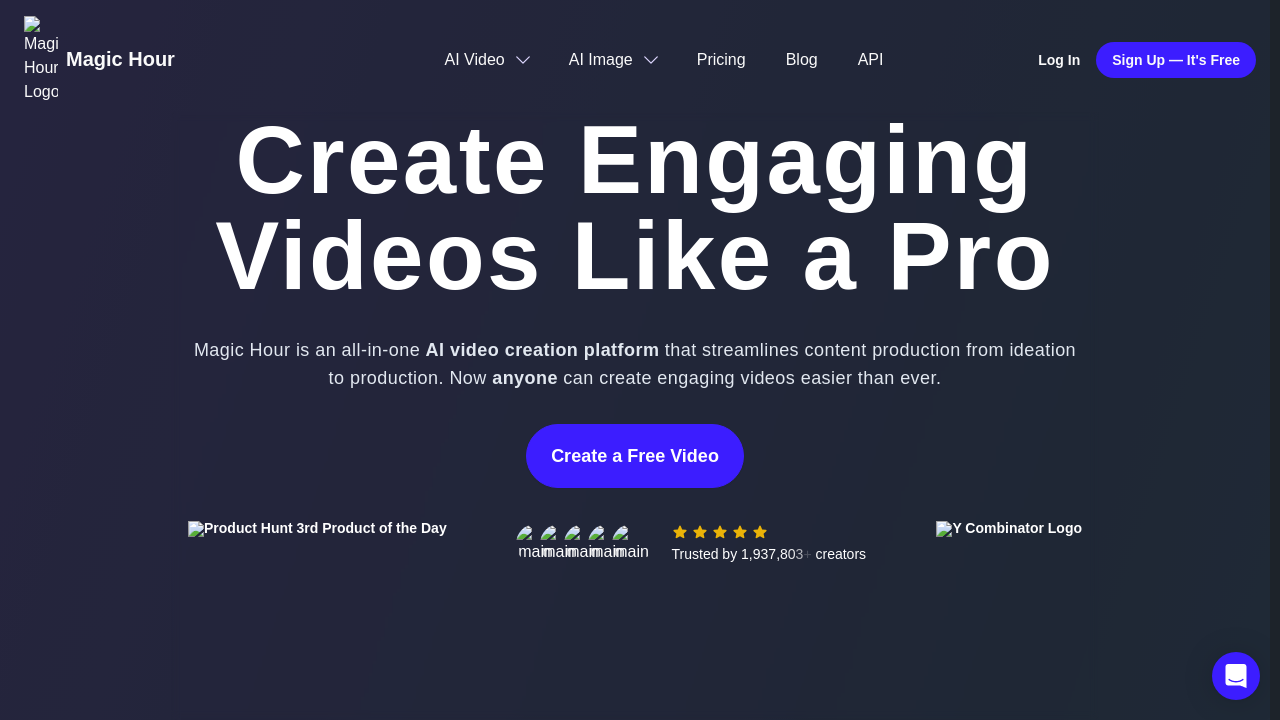 Magic Hour Logo
Magic Hour
AI Video
AI Image
Pricing
Blog
API
Log In
Sign Up — It's Free
Create Engaging
Videos Like a Pro
Magic Hour is an all-in-one AI video creation platform that streamlines content production from ideation
to production. Now anyone can create engaging videos easier than ever.
Create a Free Video
Product Hunt 3rd Product of the Day
main main main main main
Trusted by 1,937,803+ creators
Y Combinator Logo